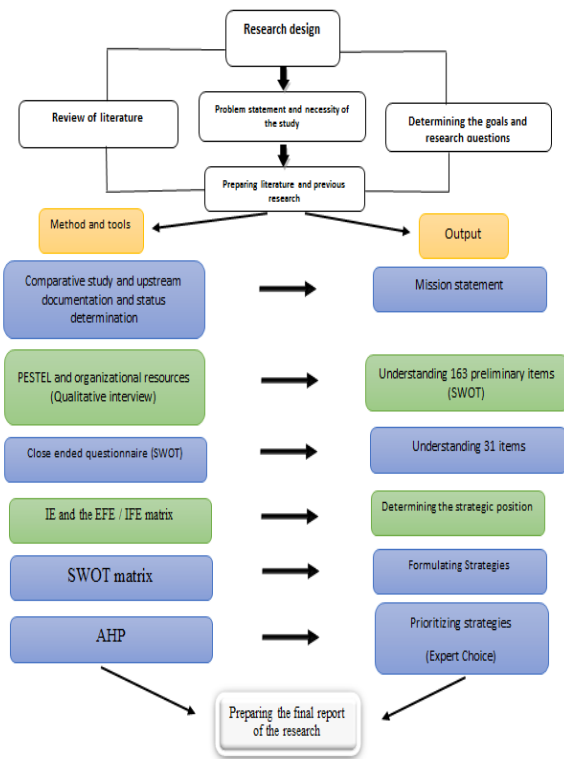 Research design
Review of literature
Problem statement and necessity of
the study
Determining the goals and
research questions
Preparing literature and previous
research
Method and tools
Output
Comparative study and upstream
documentation and status
determination
Mission statement
PESTEL and organizational resources
(Qualitative interview)
Understanding 163 preliminary items
(SWOT)
Close ended questionnaire (SWOT)
Understanding 31 items
IE and the EFE / IFE matrix
Determining the strategic position
SWOT matrix
Formulating Strategies
AHP
Prioritizing strategies
(Expert Choice)
Preparing the final report
of the research